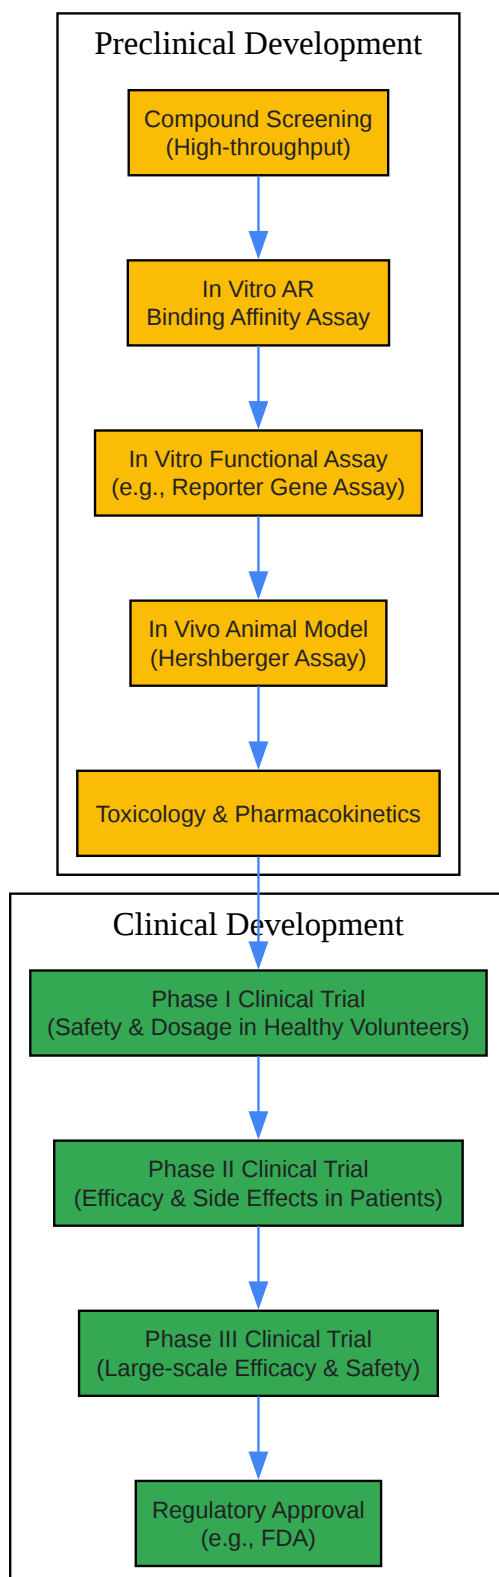 Preclinical Development
Compound Screening
(High-throughput)
In Vitro AR
Binding Affinity Assay
In Vitro Functional Assay
(e.g., Reporter Gene Assay)
In Vivo Animal Model
(Hershberger Assay)
Toxicology & Pharmacokinetics
Clinical Development
Phase I Clinical Trial
(Safety & Dosage in Healthy Volunteers)
Phase II Clinical Trial
(Efficacy & Side Effects in Patients)
Phase III Clinical Trial
(Large-scale Efficacy & Safety)
Regulatory Approval
(e.g., FDA)